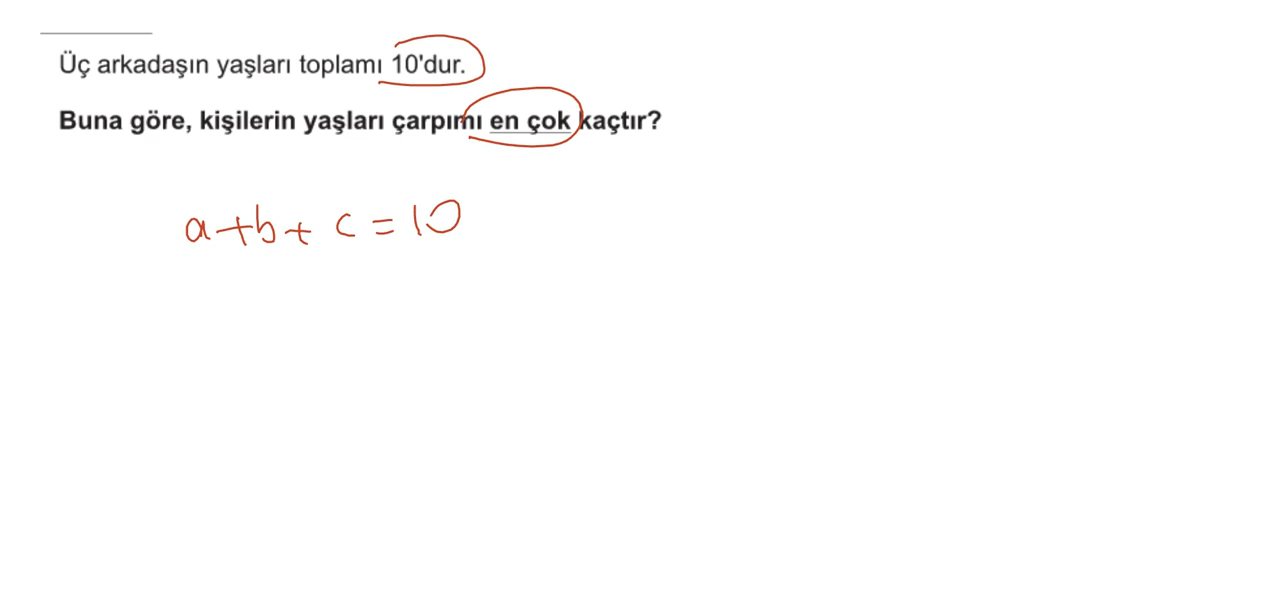 Üç arkadaşın yaşları toplamı 10'dur.
Buna göre, kişilerin yaşları çarpımı en çok kaçtır?
a+b+c=10